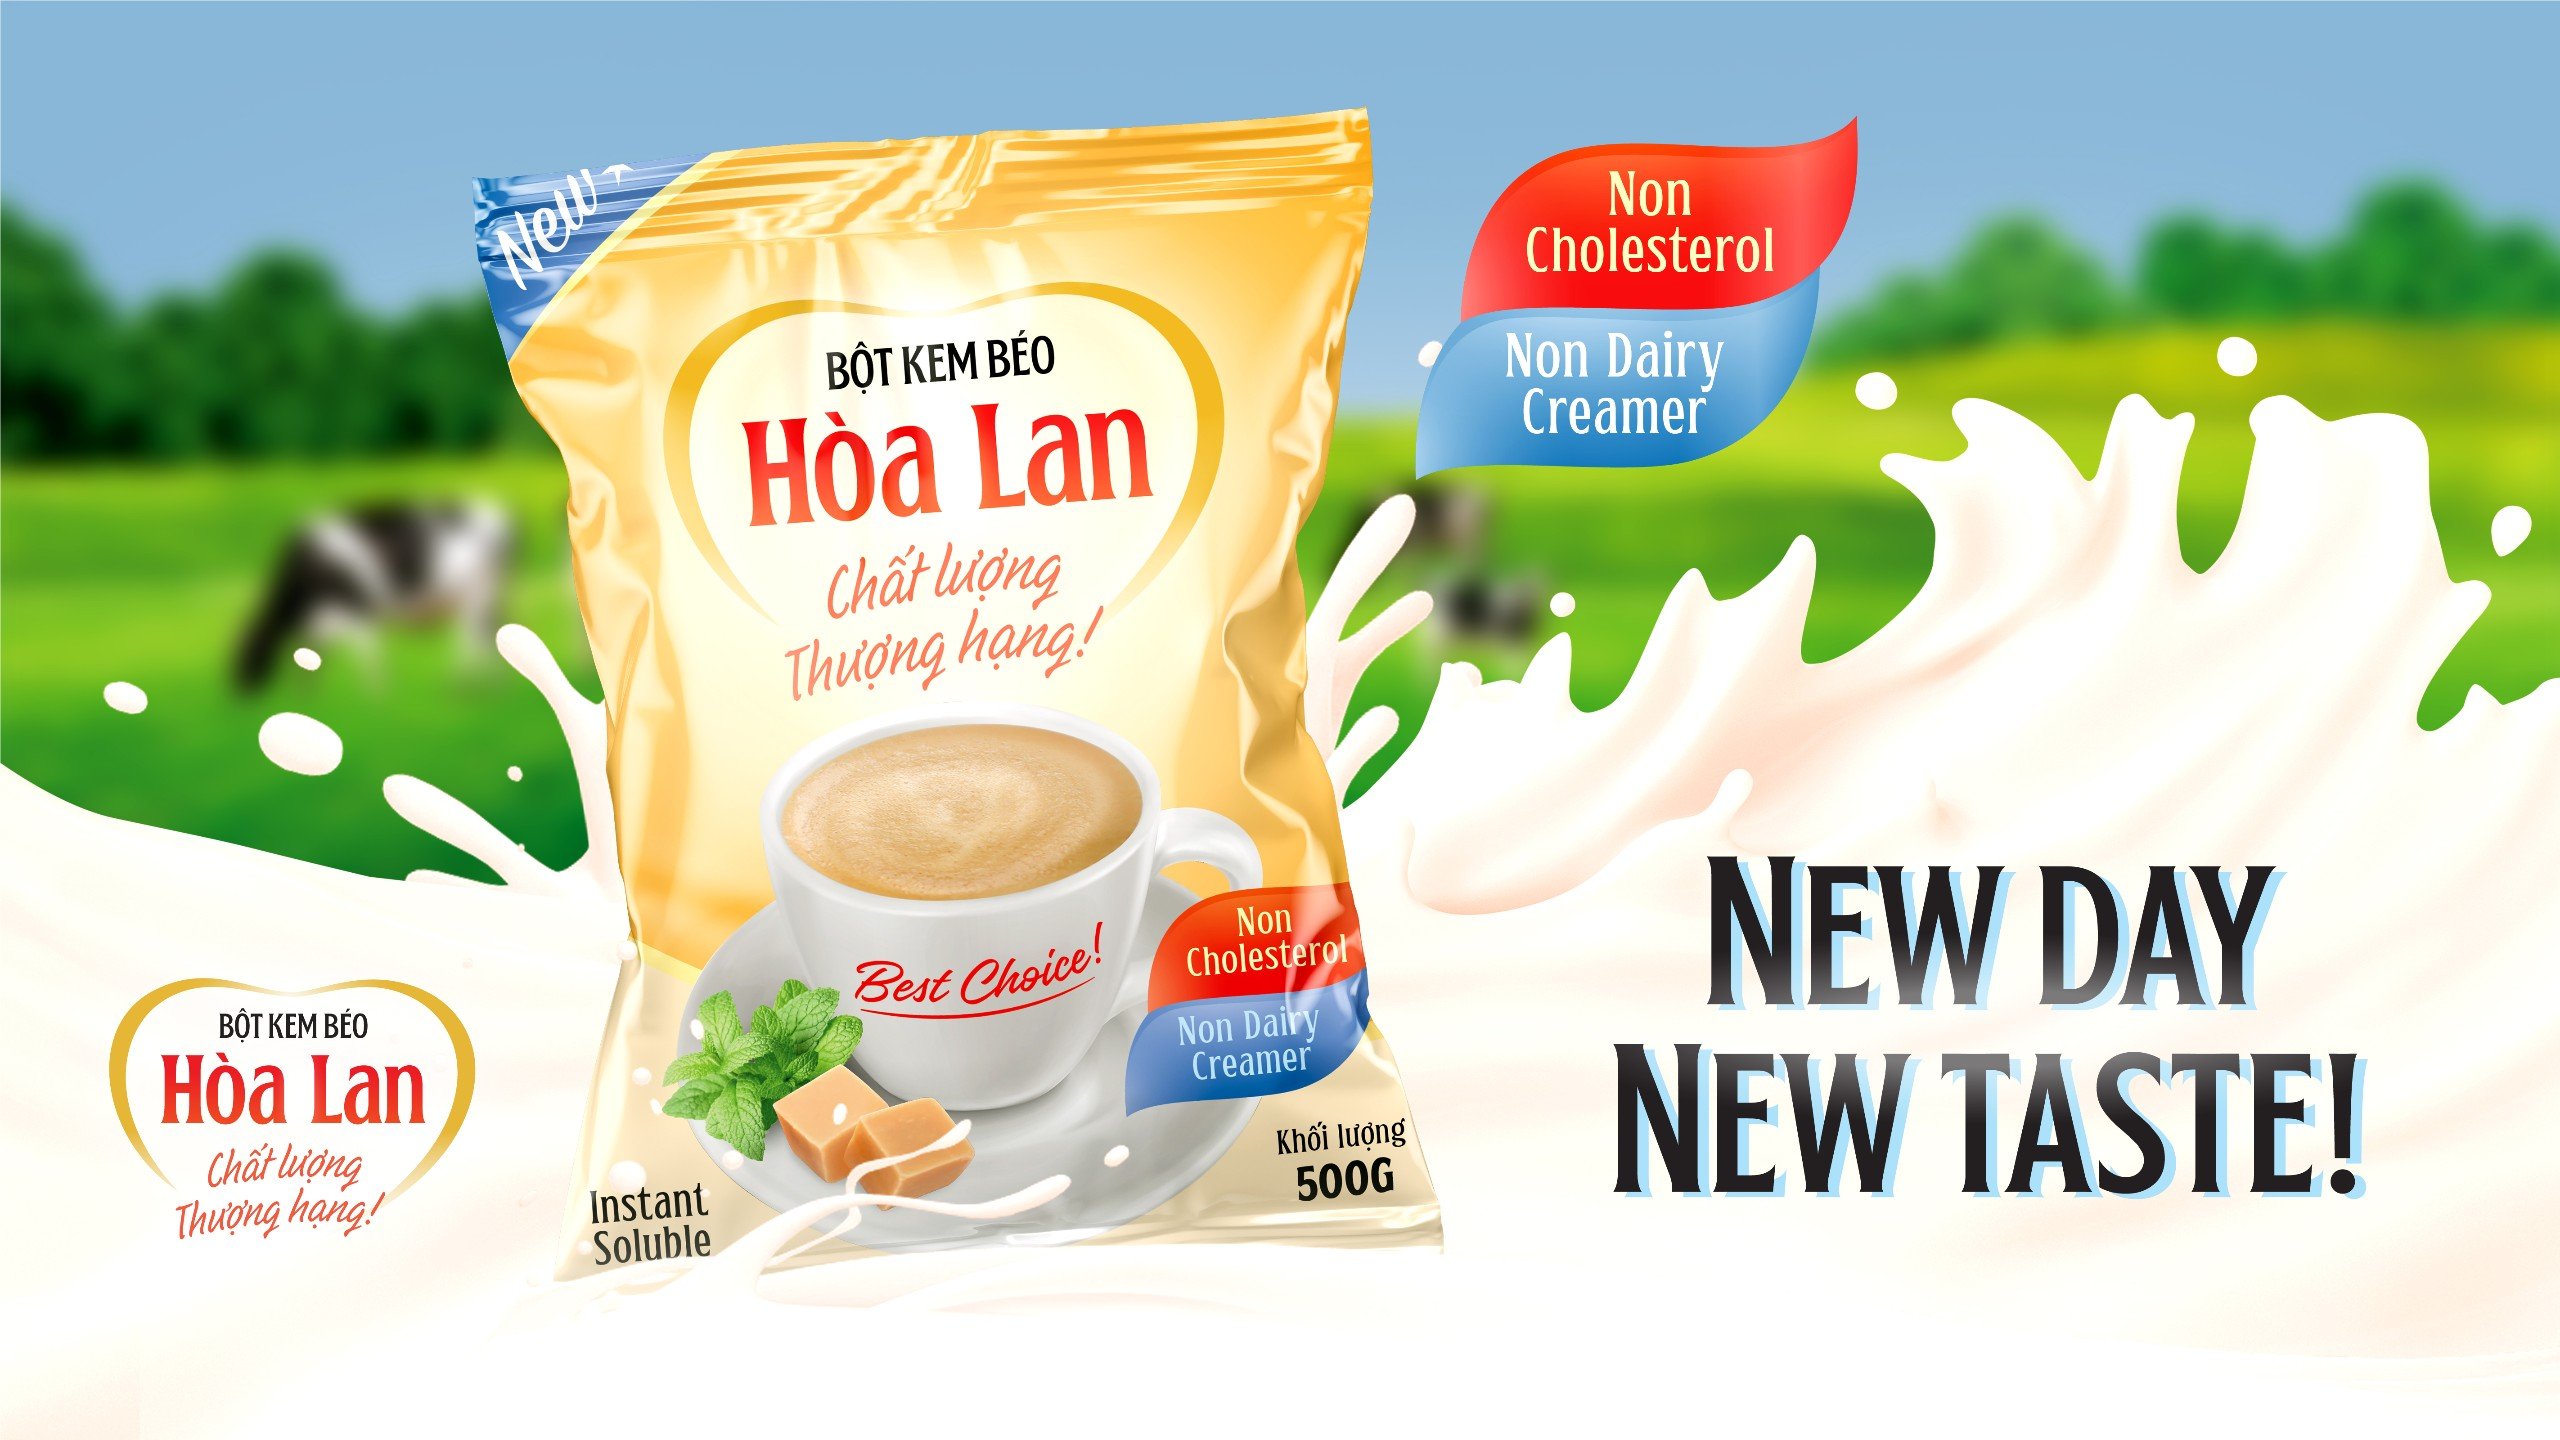 New
BỘT KEM BÉO
Hòa Lan
Chất lượng
Thượng hạng!
Best Choice!
Non
Cholesterol
Non Dairy
Creamer
Khối lượng
500G
Instant
Soluble
Non
Cholesterol
Non Dairy
Creamer
BỘT KEM BÉO
Hòa Lan
Chất lượng
Thượng hạng!
NEW DAY
NEW TASTE!